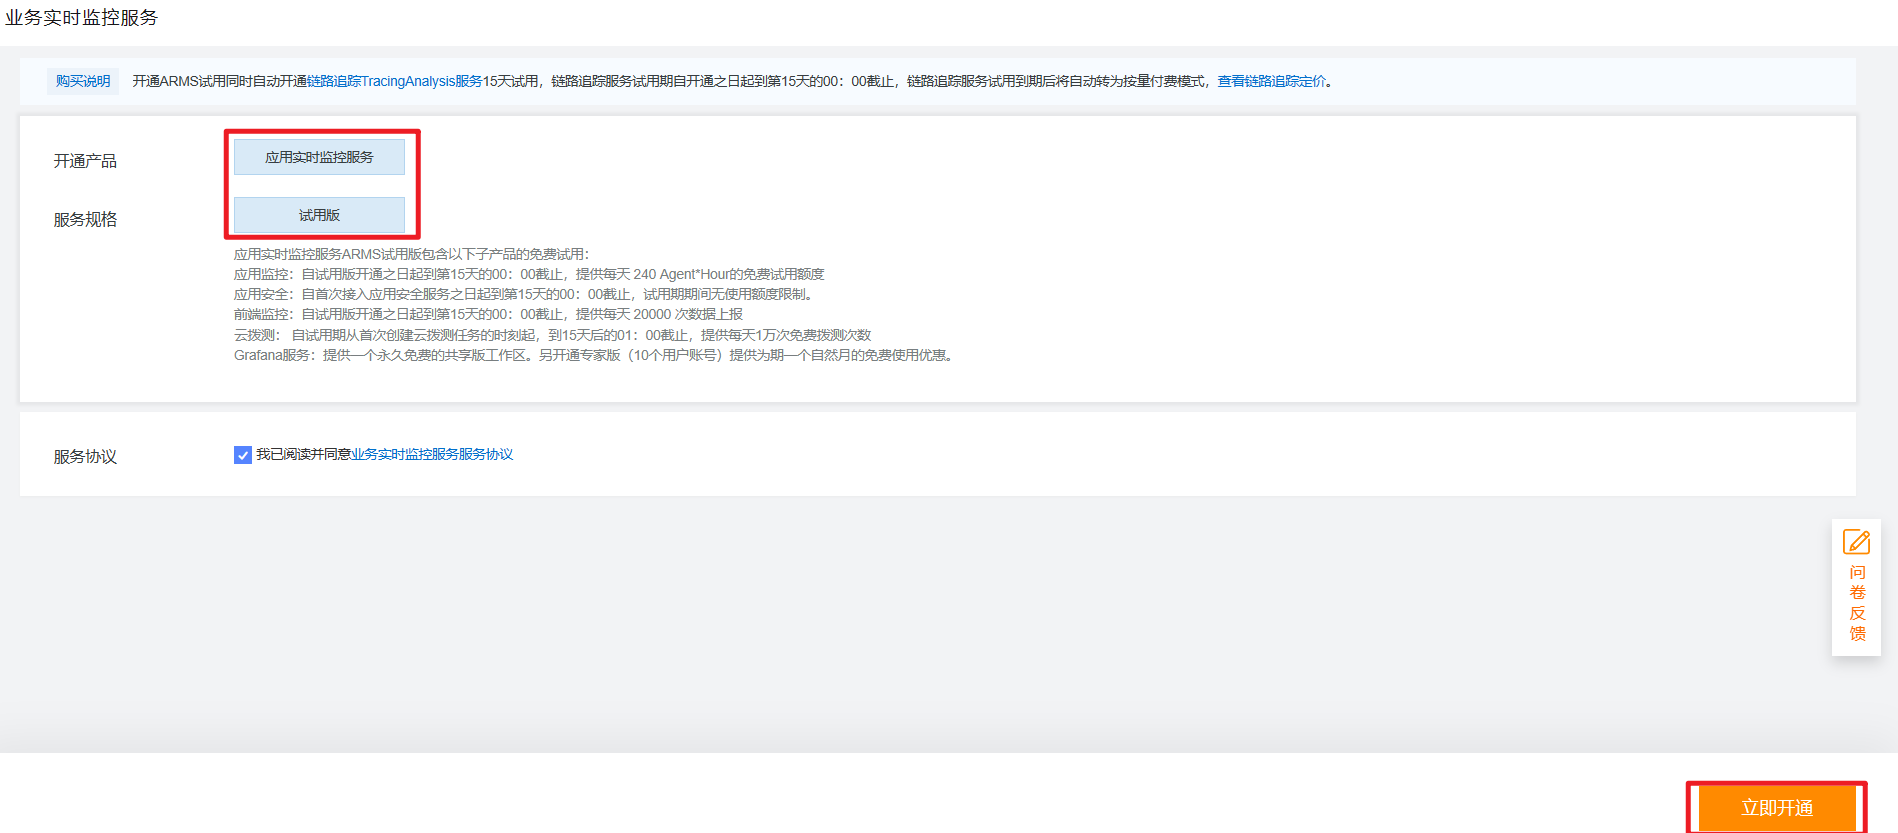 业务实时监控服务
购买说明 开通ARMS试用同时自动开通链路追踪TracingAnalysis服务15天试用，链路追踪服务试用期自开通之日起到第15天的00：00截止，链路追踪服务试用到期后将自动转为按量付费模式，查看链路追踪定价。
开通产品 应用实时监控服务
服务规格 试用版
应用实时监控服务ARMS试用版包含以下子产品的免费试用：
应用监控：自试用版开通之日起到第15天的00：00截止，提供每天 240 Agent*Hour的免费试用额度
应用安全：自首次接入应用安全服务之日起到第15天的00：00截止，试用期期间无使用额度限制。
前端监控：自试用版开通之日起到第15天的00：00截止，提供每天 20000 次数据上报
云拨测： 自试用期从首次创建云拨测任务的时刻起，到15天后的01：00截止，提供每天1万次免费拨测次数
Grafana服务：提供一个永久免费的共享版工作区。另开通专家版（10个用户账号）提供为期一个自然月的免费使用优惠。
服务协议 我已阅读并同意业务实时监控服务服务协议
问
卷
反
馈
立即开通